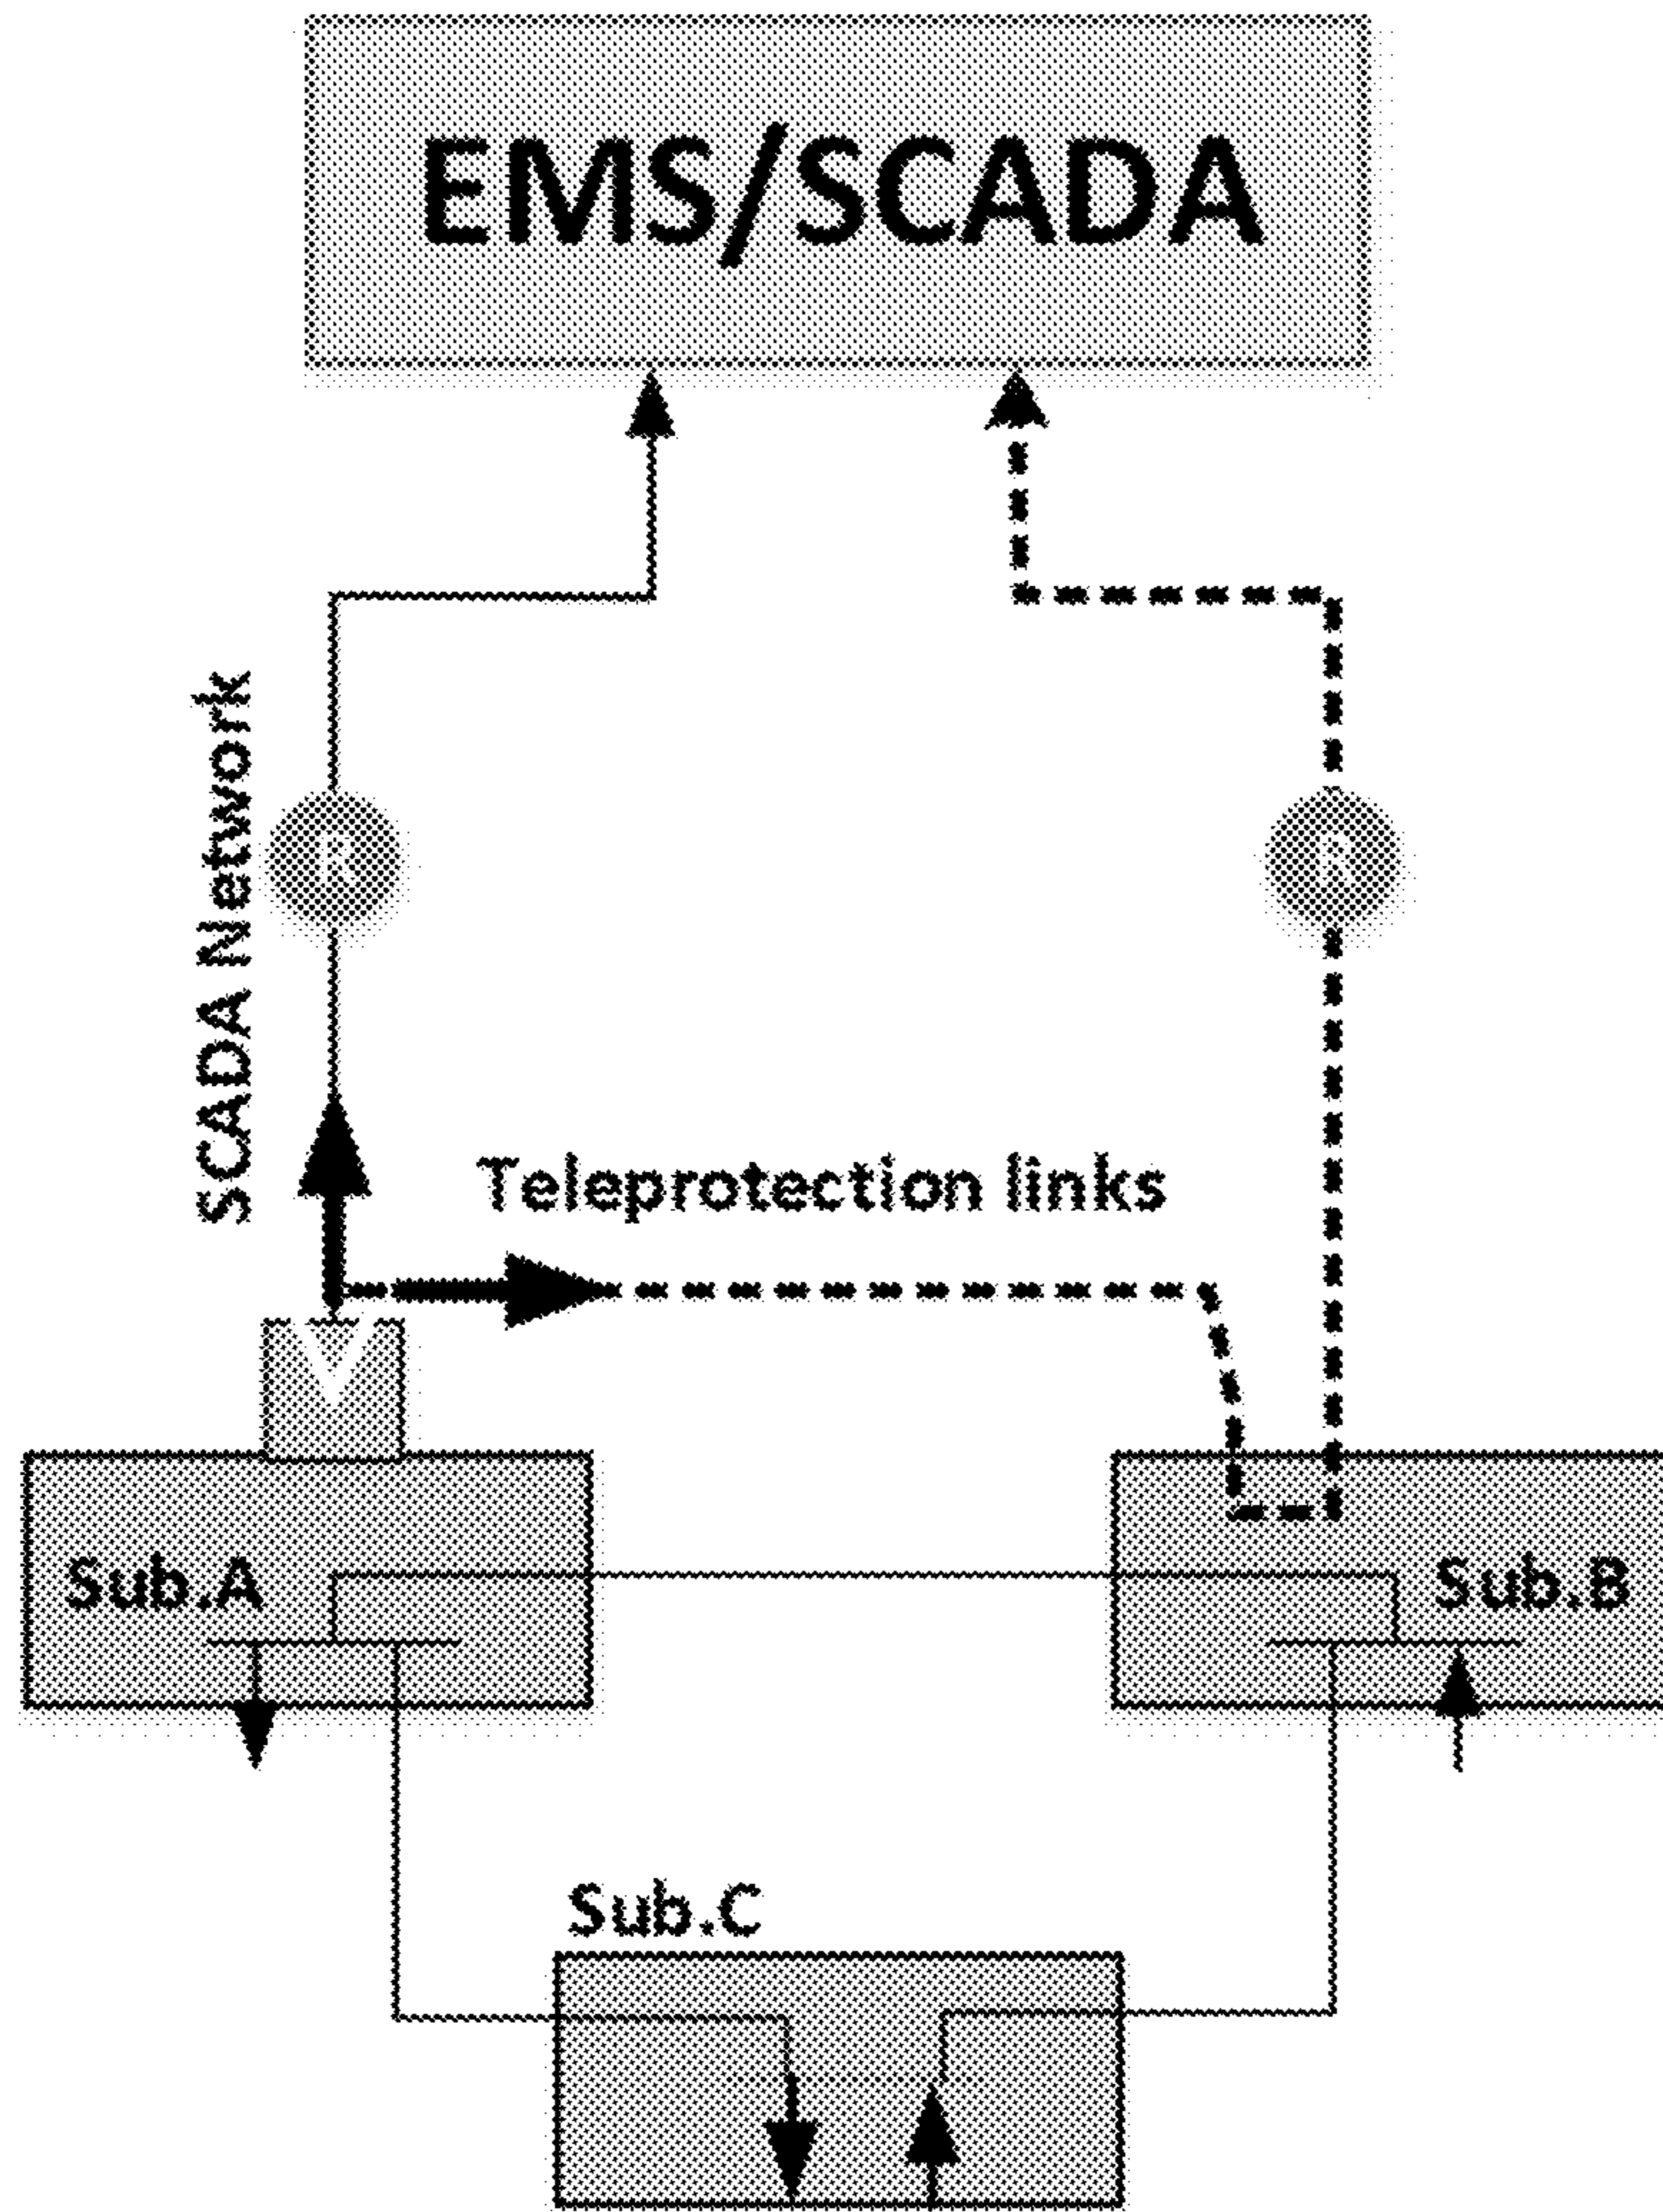 EMS/SCADA
SCADA Network
R
R
Teleprotection links
V
Sub.A
Sub.B
Sub.C